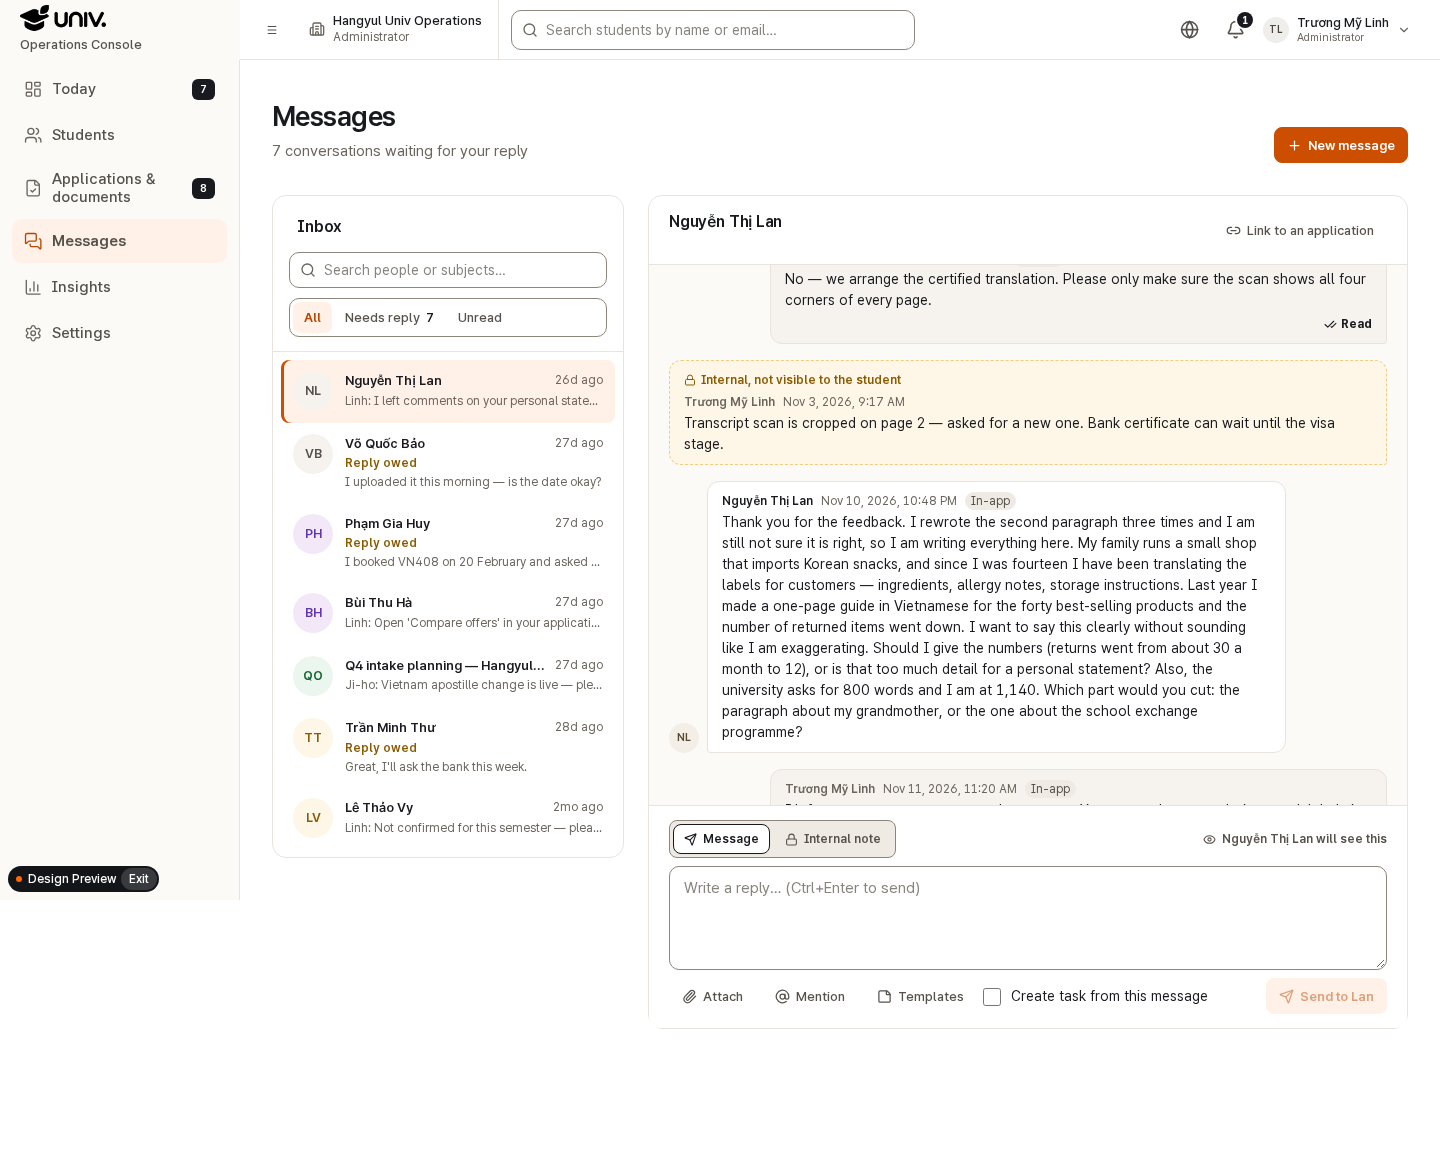 univ.
Operations Console
Today 7
Students
Applications &
documents 8
Messages
Insights
Settings
Design Preview Exit
Hangyul Univ Operations
Administrator
Search students by name or email...
1
TL
Trương Mỹ Linh
Administrator
Messages
7 conversations waiting for your reply
New message
Inbox
Search people or subjects...
All Needs reply 7 Unread
NL Nguyễn Thị Lan 26d ago
Linh: I left comments on your personal state...
VB Võ Quốc Bảo 27d ago
Reply owed
I uploaded it this morning — is the date okay?
PH Phạm Gia Huy 27d ago
Reply owed
I booked VN408 on 20 February and asked ...
BH Bùi Thu Hà 27d ago
Linh: Open 'Compare offers' in your applicati...
QO Q4 intake planning — Hangyul... 27d ago
Ji-ho: Vietnam apostille change is live — ple...
TT Trần Minh Thư 28d ago
Reply owed
Great, I'll ask the bank this week.
LV Lê Thảo Vy 2mo ago
Linh: Not confirmed for this semester — plea...
Nguyễn Thị Lan
Link to an application
No — we arrange the certified translation. Please only make sure the scan shows all four
corners of every page.
Read
Internal, not visible to the student
Trương Mỹ Linh Nov 3, 2026, 9:17 AM
Transcript scan is cropped on page 2 — asked for a new one. Bank certificate can wait until the visa
stage.
Nguyễn Thị Lan Nov 10, 2026, 10:48 PM In-app
Thank you for the feedback. I rewrote the second paragraph three times and I am
still not sure it is right, so I am writing everything here. My family runs a small shop
that imports Korean snacks, and since I was fourteen I have been translating the
labels for customers — ingredients, allergy notes, storage instructions. Last year I
made a one-page guide in Vietnamese for the forty best-selling products and the
number of returned items went down. I want to say this clearly without sounding
like I am exaggerating. Should I give the numbers (returns went from about 30 a
month to 12), or is that too much detail for a personal statement? Also, the
university asks for 800 words and I am at 1,140. Which part would you cut: the
paragraph about my grandmother, or the one about the school exchange
programme?
NL
Trương Mỹ Linh Nov 11, 2026, 11:20 AM In-app
Message Internal note
Nguyễn Thị Lan will see this
Write a reply... (Ctrl+Enter to send)
Attach Mention Templates Create task from this message Send to Lan